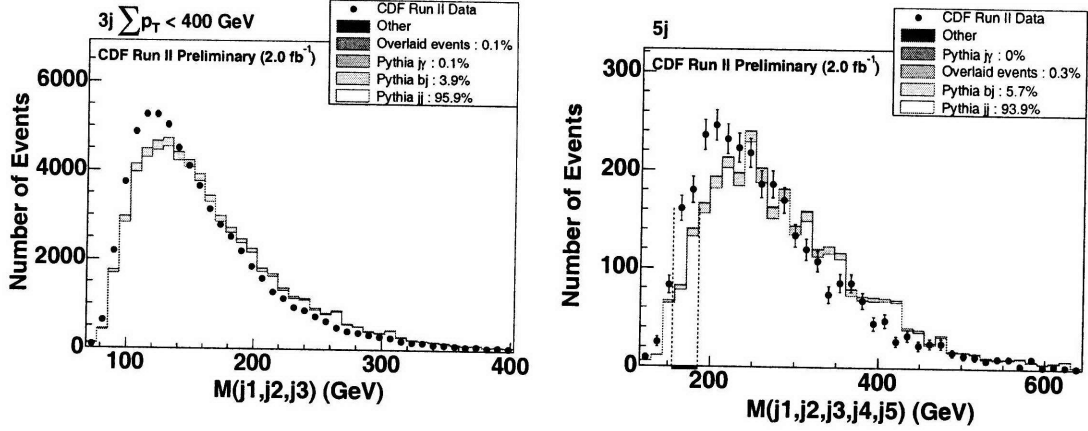 3j ∑p_T < 400 GeV
CDF Run II Preliminary (2.0 fb⁻¹)
CDF Run II Data
Other
Overlaid events : 0.1%
Pythia jγ : 0.1%
Pythia bj : 3.9%
Pythia jj : 95.9%
Number of Events
6000
4000
2000
0
100 200 300 400
M(j1,j2,j3) (GeV)
5j
CDF Run II Preliminary (2.0 fb⁻¹)
CDF Run II Data
Other
Pythia jγ : 0%
Overlaid events : 0.3%
Pythia bj : 5.7%
Pythia jj : 93.9%
Number of Events
300
200
100
0
200 400 600
M(j1,j2,j3,j4,j5) (GeV)